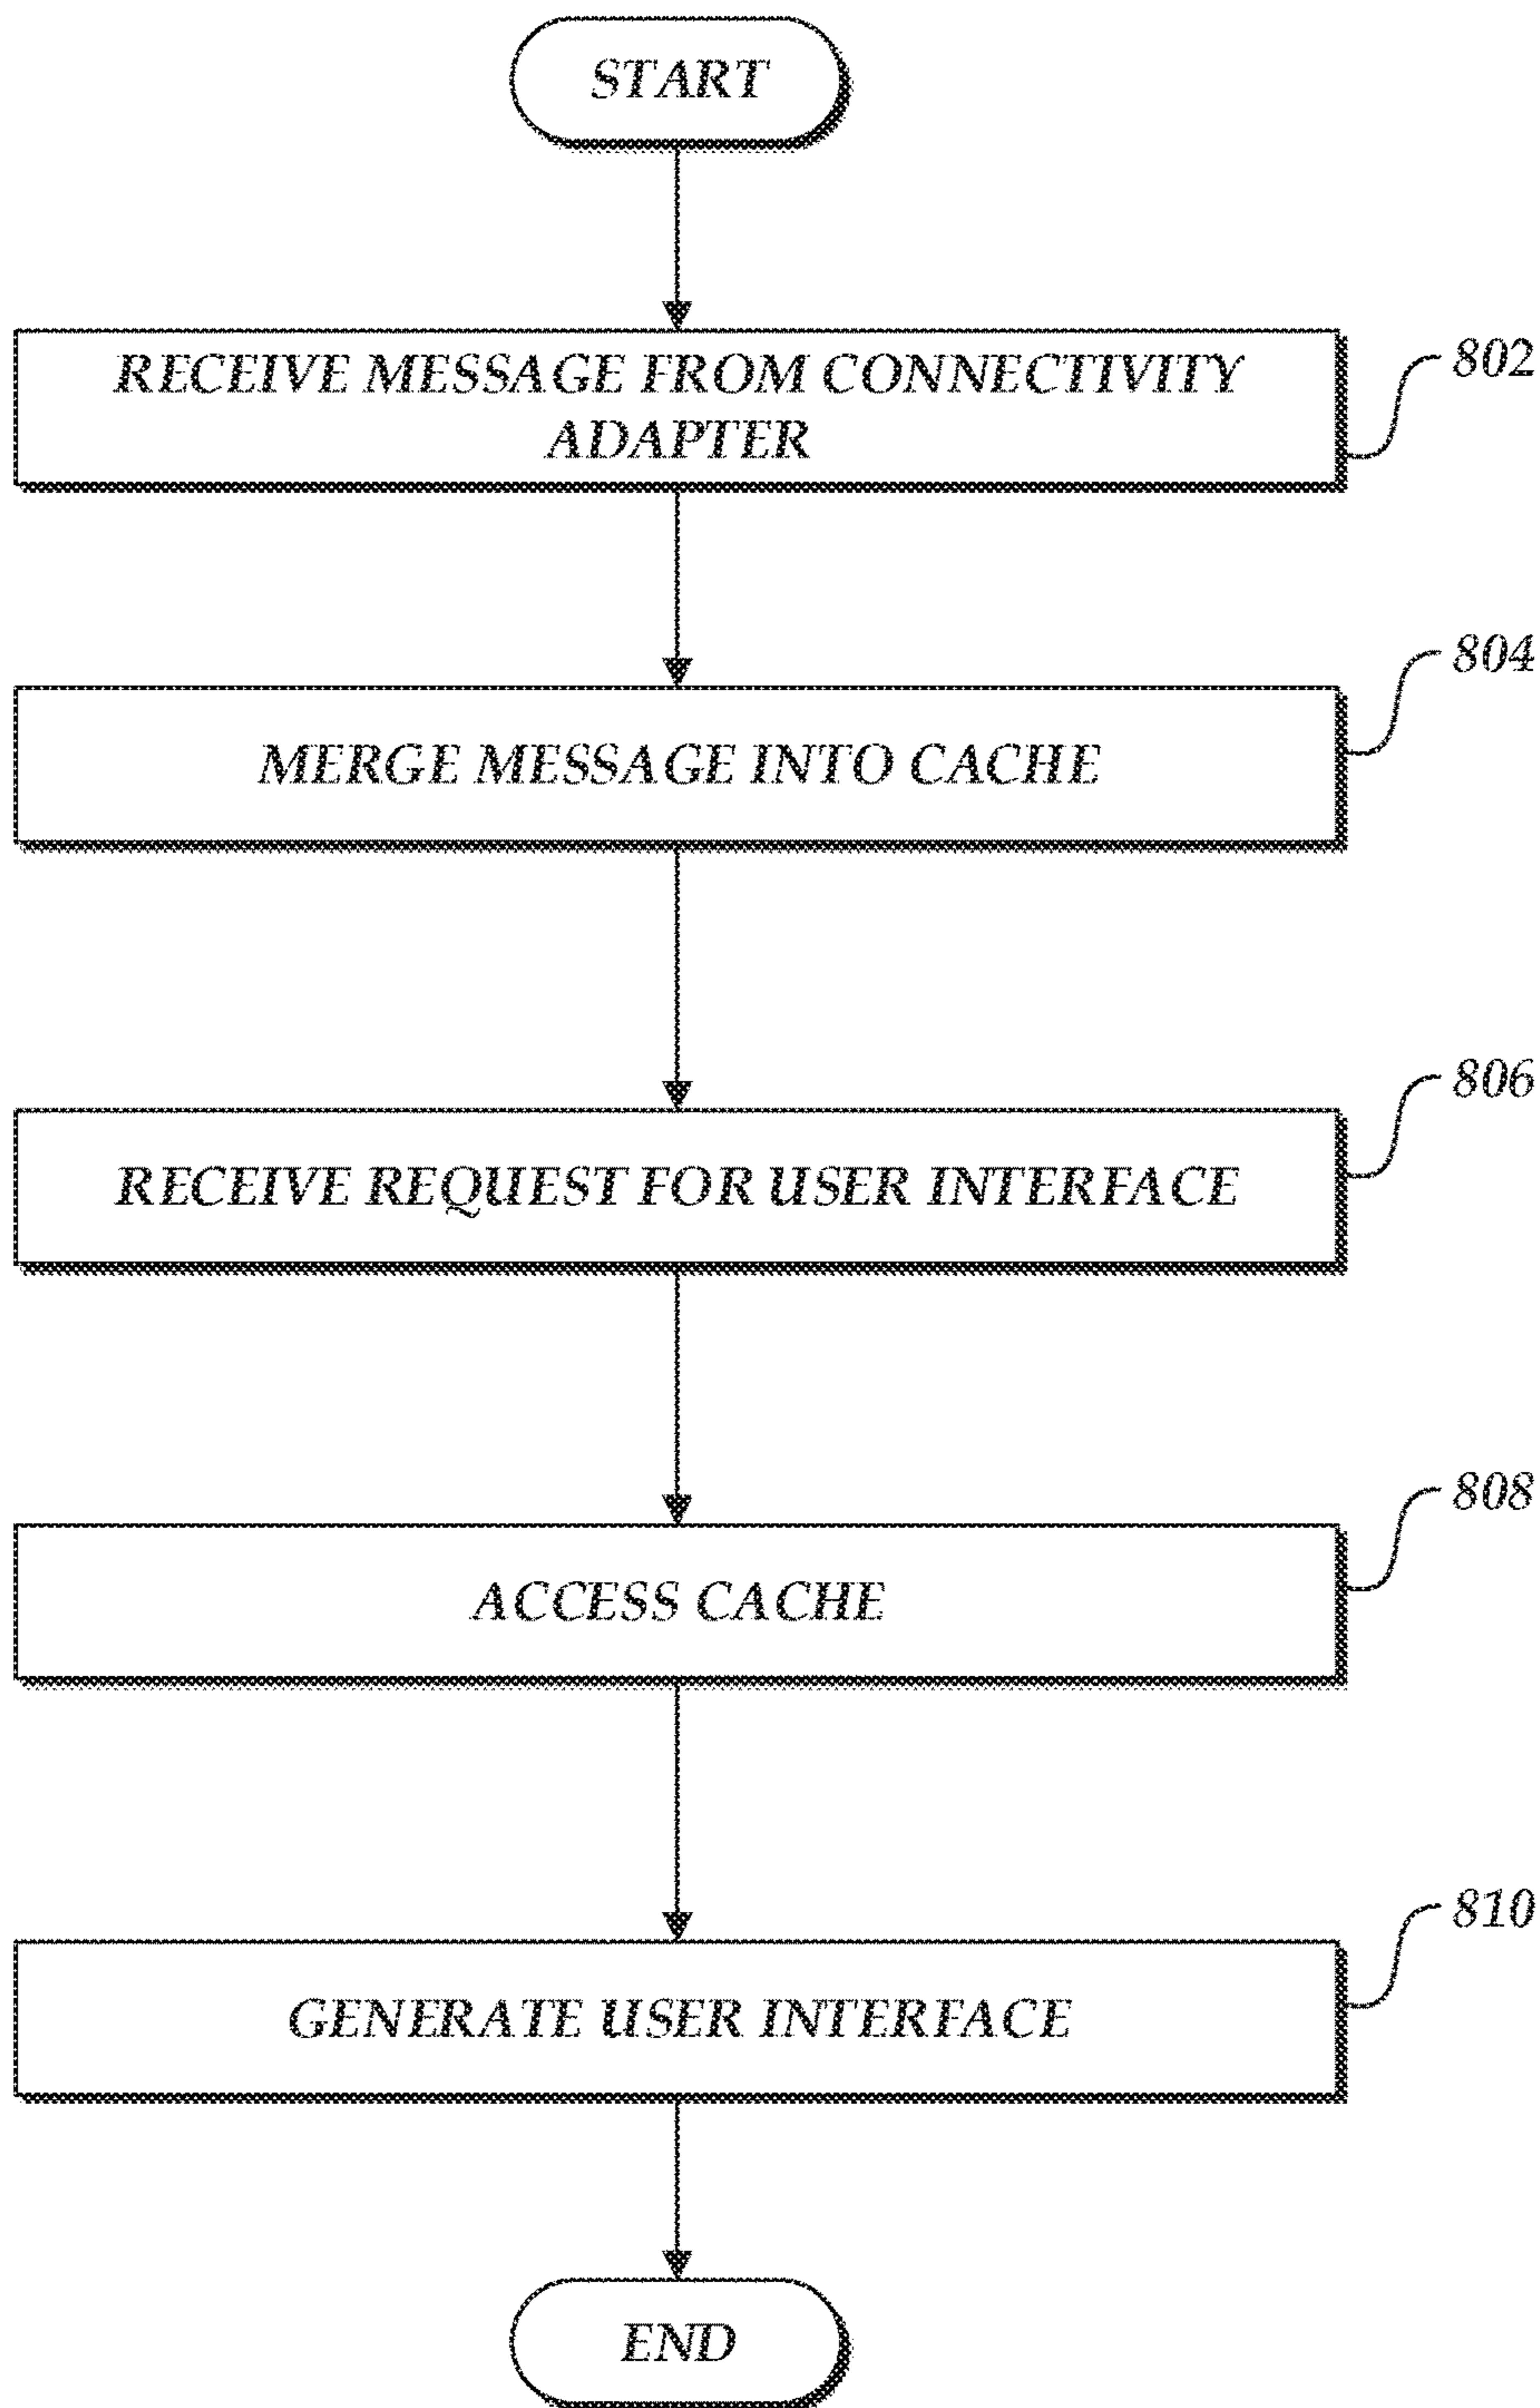 START
RECEIVE MESSAGE FROM CONNECTIVITY
ADAPTER
802
804
MERGE MESSAGE INTO CACHE
806
RECEIVE REQUEST FOR USER INTERFACE
808
ACCESS CACHE
810
GENERATE USER INTERFACE
END